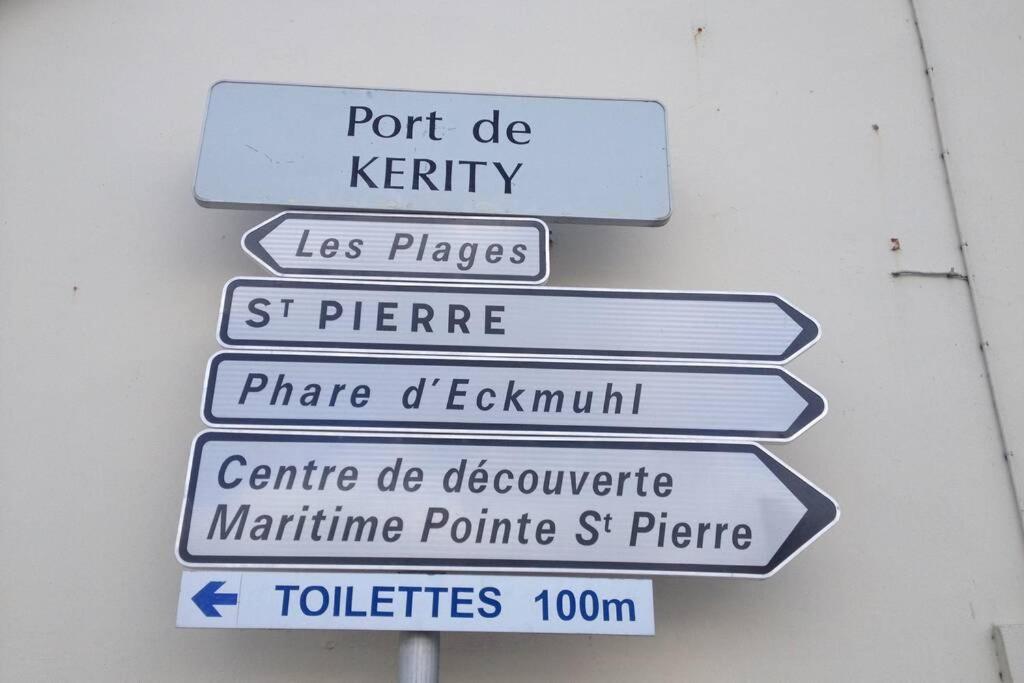 Port de
KERITY
Les Plages
Sᵀ PIERRE
Phare d'Eckmuhl
Centre de découverte
Maritime Pointe Sᵗ Pierre
TOILETTES 100m